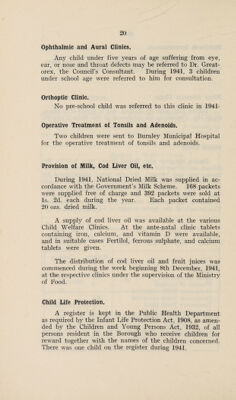 20
Ophthalmic and Aural Clinics.
Any child under five years of age suffering from eye,
ear, or nose and throat defects may be referred to Dr. Great-
orex, the Council's Consultant. During 1941, 3 children
under school age were referred to him for consultation.
Orthoptic Clinic.
No pre-school child was referred to this clinic in 1941.
Operative Treatment of Tonsils and Adenoids.
Two children were sent to Burnley Municipal Hospital
for the operative treatment of tonsils and adenoids.
Provision of Milk, Cod Liver Oil, etc.
During 1941, National Dried Milk was supplied in ac-
cordance with the Government's Milk Scheme. 168 packets
were supplied free of charge and 392 packets were sold at
1s. 2d. each during the year. Each packet contained
20 ozs. dried milk.
A supply of cod liver oil was available at the various
Child Welfare Clinics. At the ante-natal clinic tablets
containing iron, calcium, and vitamin D were available,
and in suitable cases Fertilol, ferrous sulphate, and calcium
tablets were given.
The distribution of cod liver oil and fruit juices was
commenced during the week beginning 8th December, 1941,
at the respective clinics under the supervision of the Ministry
of Food.
Child Life Protection.
A register is kept in the Public Health Department
as required by the Infant Life Protection Act, 1908, as amen-
ded by the Children and Young Persons Act, 1932, of all
persons resident in the Borough who receive children for
reward together with the names of the children concerned.
There was one child on the register during 1941.